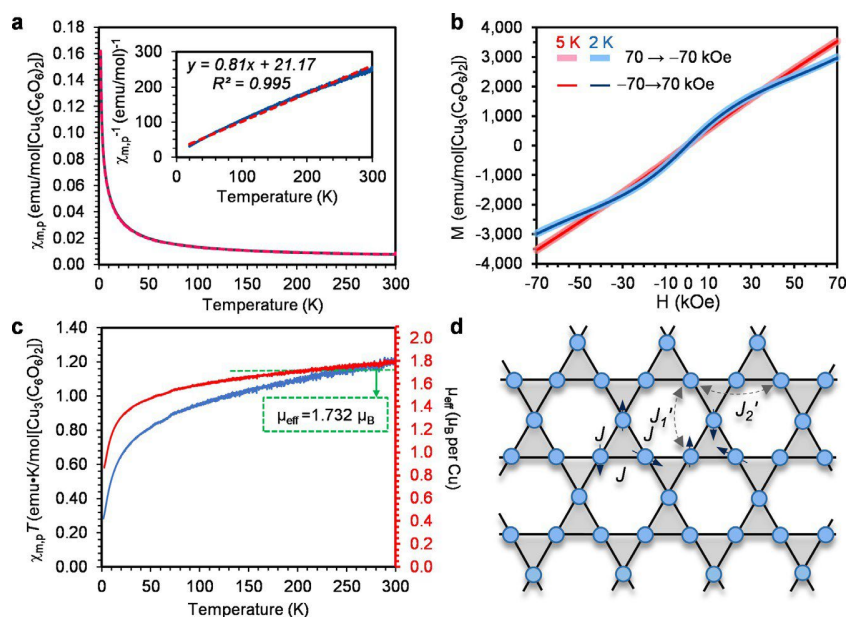 a
χm,p (emu/mol[Cu3(C6O6)2])
0.18
0.16
0.14
0.12
0.10
0.08
0.06
0.04
0.02
0.00
0 50 100 150 200 250 300
Temperature (K)
χm,p-1 (emu/mol)-1
300
200
100
0
y = 0.81x + 21.17
R² = 0.995
0 100 200 300
Temperature (K)
b
M (emu/mol[Cu3(C6O6)2])
4,000
3,000
2,000
1,000
0
-1,000
-2,000
-3,000
-4,000
5 K 2 K
70 → −70 kOe
−70→70 kOe
-70 -50 -30 -10 0 10 30 50 70
H (kOe)
c
χm,pT (emu•K/mol[Cu3(C6O6)2])
1.40
1.20
1.00
0.80
0.60
0.40
0.20
0.00
μeff=1.732 μB
0 50 100 150 200 250 300
Temperature (K)
2.0
1.8
1.6
1.4
1.2
1.0
0.8
0.6
0.4
0.2
0.0
μeff (μB per Cu)
d
J1' J2'
J J
J